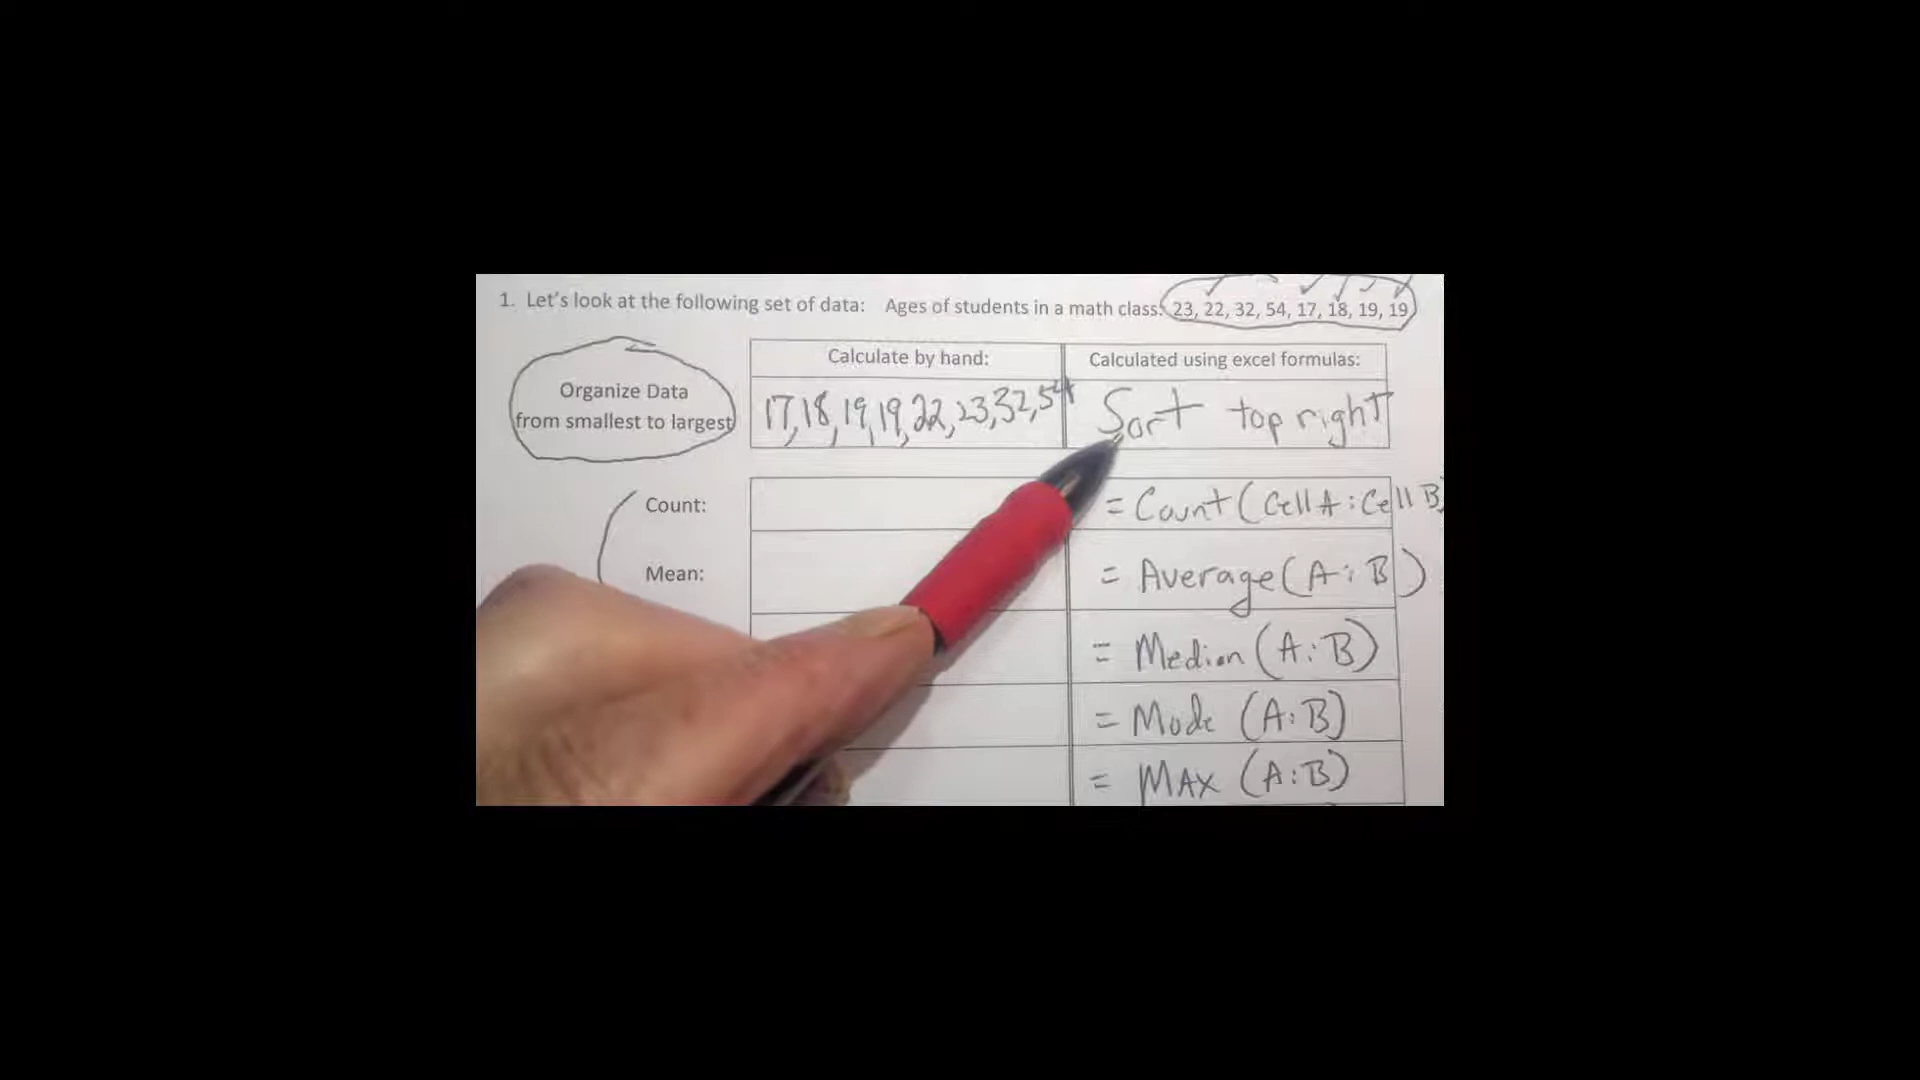 1. Let's look at the following set of data: Ages of students in a math class: 23, 22, 32, 54, 17, 18, 19, 19
Calculate by hand: Calculated using excel formulas:
Organize Data
from smallest to largest
17, 18, 19, 19, 22, 23, 32, 54
Sort top right
Count: = Count (Cell A : Cell B)
Mean: = Average (A : B)
= Median (A : B)
= Mode (A : B)
= MAX (A : B)